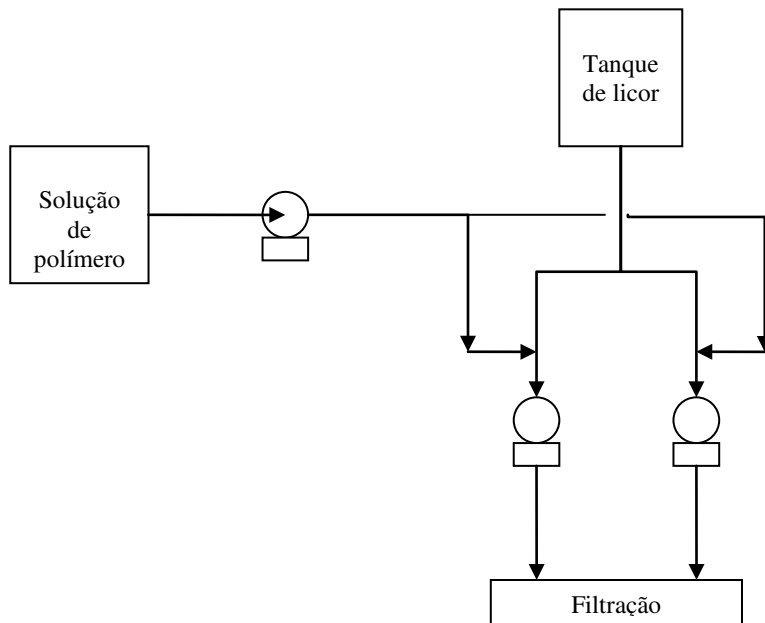 Tanque
de licor
Solução
de
polímero
Filtração